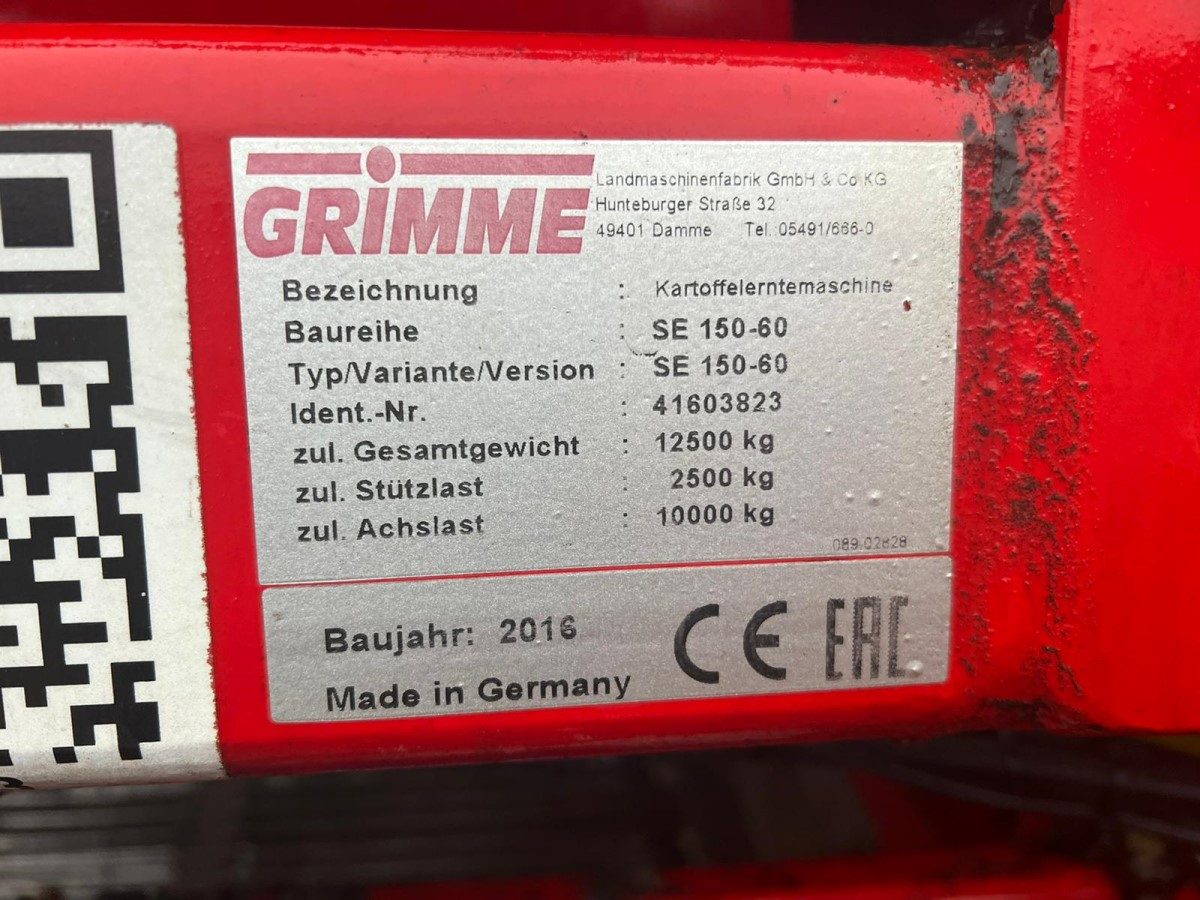 GRIMME
Landmaschinenfabrik GmbH & Co KG
Hunteburger Straße 32
49401 Damme Tel.:05491/666-0
Bezeichnung : Kartoffelerntemaschine
Baureihe : SE 150-60
Typ/Variante/Version : SE 150-60
Ident.-Nr. : 41603823
zul. Gesamtgewicht : 12500 kg
zul. Stützlast : 2500 kg
zul. Achslast : 10000 kg
089.02828
Baujahr: 2016
Made in Germany
CE EAC